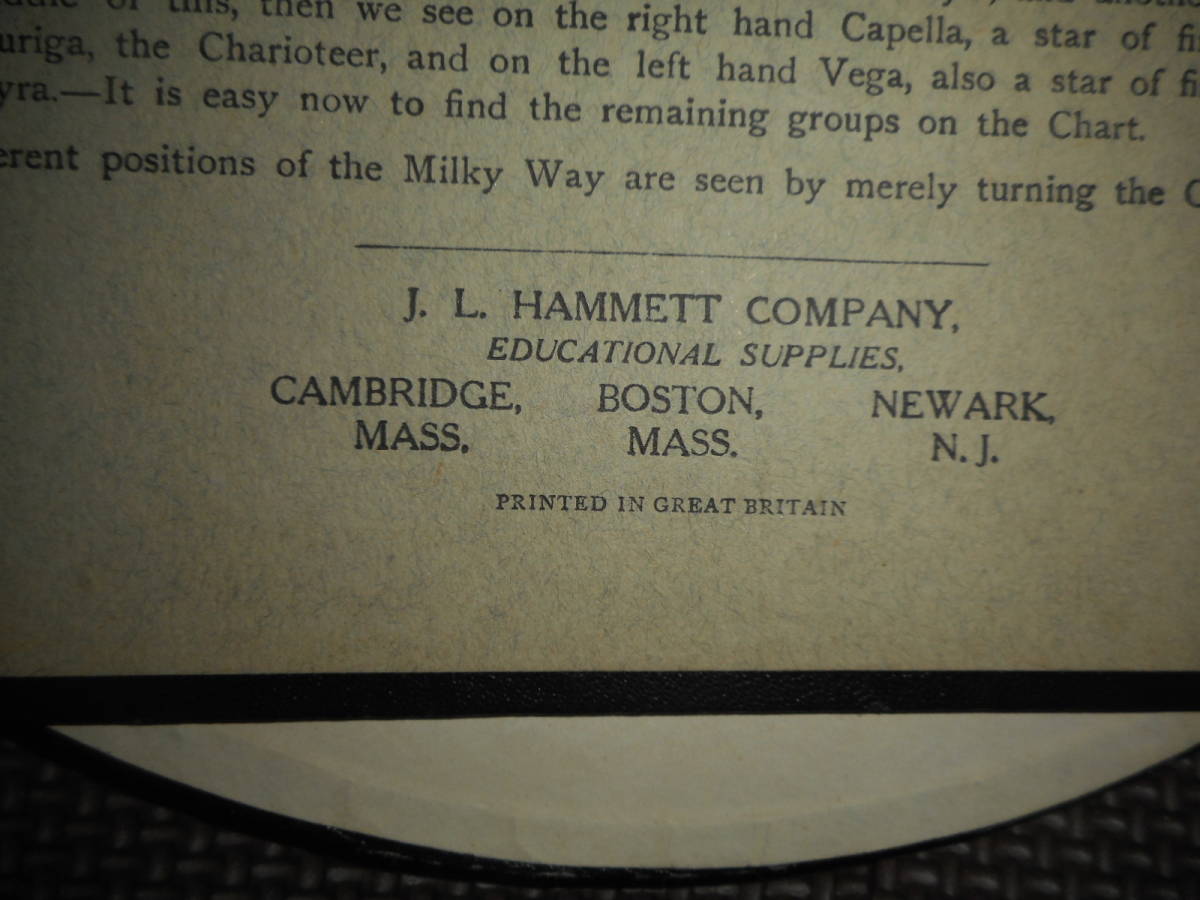 of this, then we see on the right hand Capella, a star of
uriga, the Charioteer, and on the left hand Vega, also a star of
yra.—It is easy now to find the remaining groups on the Chart.
erent positions of the Milky Way are seen by merely turning the
J. L. HAMMETT COMPANY,
EDUCATIONAL SUPPLIES,
CAMBRIDGE, BOSTON, NEWARK,
MASS. MASS. N. J.
PRINTED IN GREAT BRITAIN